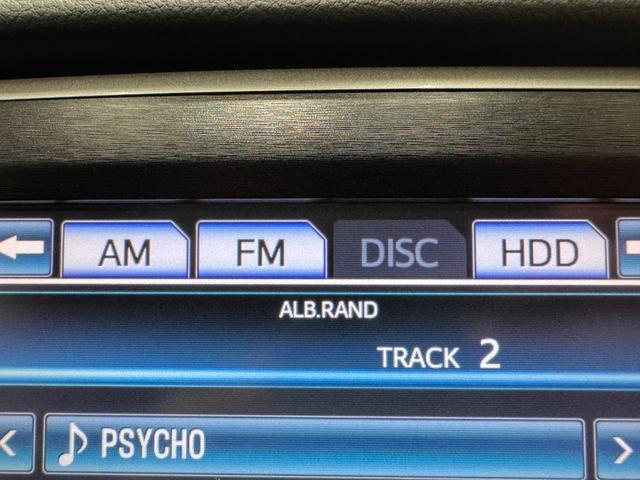 AM FM DISC HDD
ALB.RAND
TRACK 2
PSYCHO